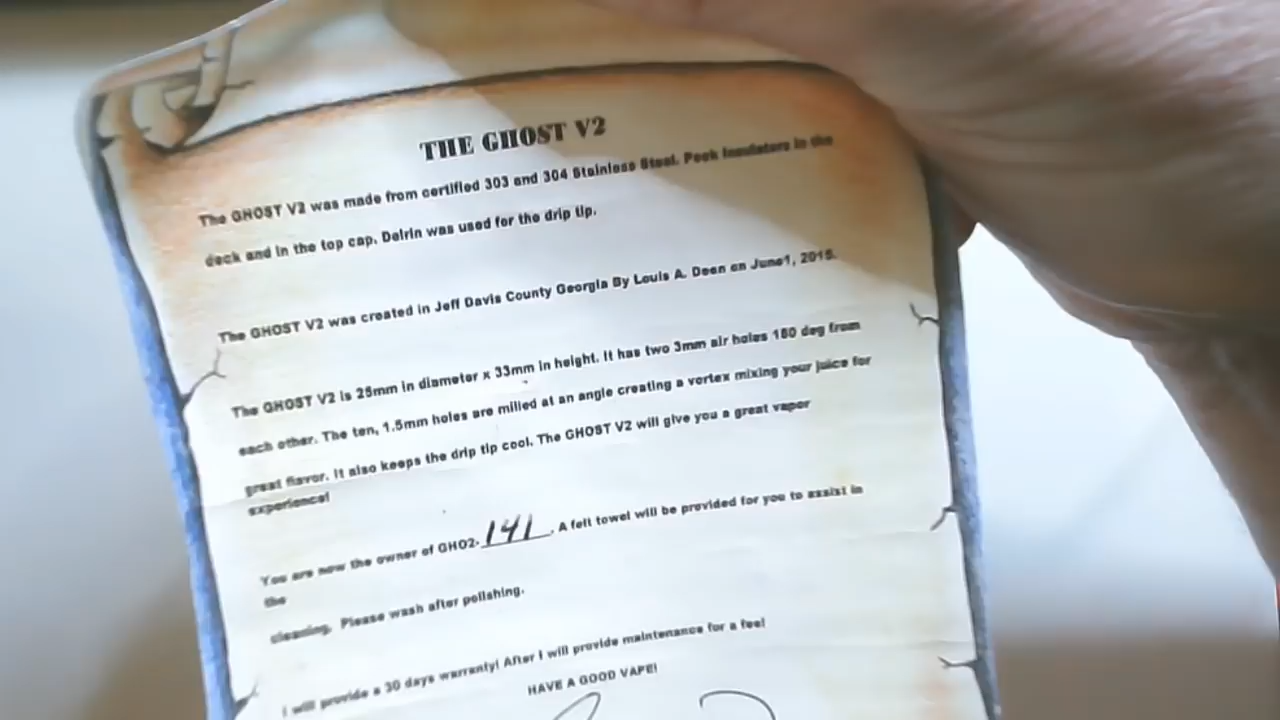 THE GHOST V2
The GHOST V2 was made from certified 303 and 304 Stainless Steel. Peek Insulators in the
deck and in the top cap. Delrin was used for the drip tip.
The GHOST V2 was created in Jeff Davis County Georgia By Louis A. Deen on June1, 2015.
The GHOST V2 is 25mm in diameter x 33mm in height. It has two 3mm air holes 180 deg from
each other. The ten, 1.5mm holes are milled at an angle creating a vortex mixing your juice for
great flavor. It also keeps the drip tip cool. The GHOST V2 will give you a great vapor
experience!
You are now the owner of GHO2-141. A felt towel will be provided for you to assist in
the
cleaning. Please wash after polishing.
I will provide a 30 days warranty! After I will provide maintenance for a fee!
HAVE A GOOD VAPE!